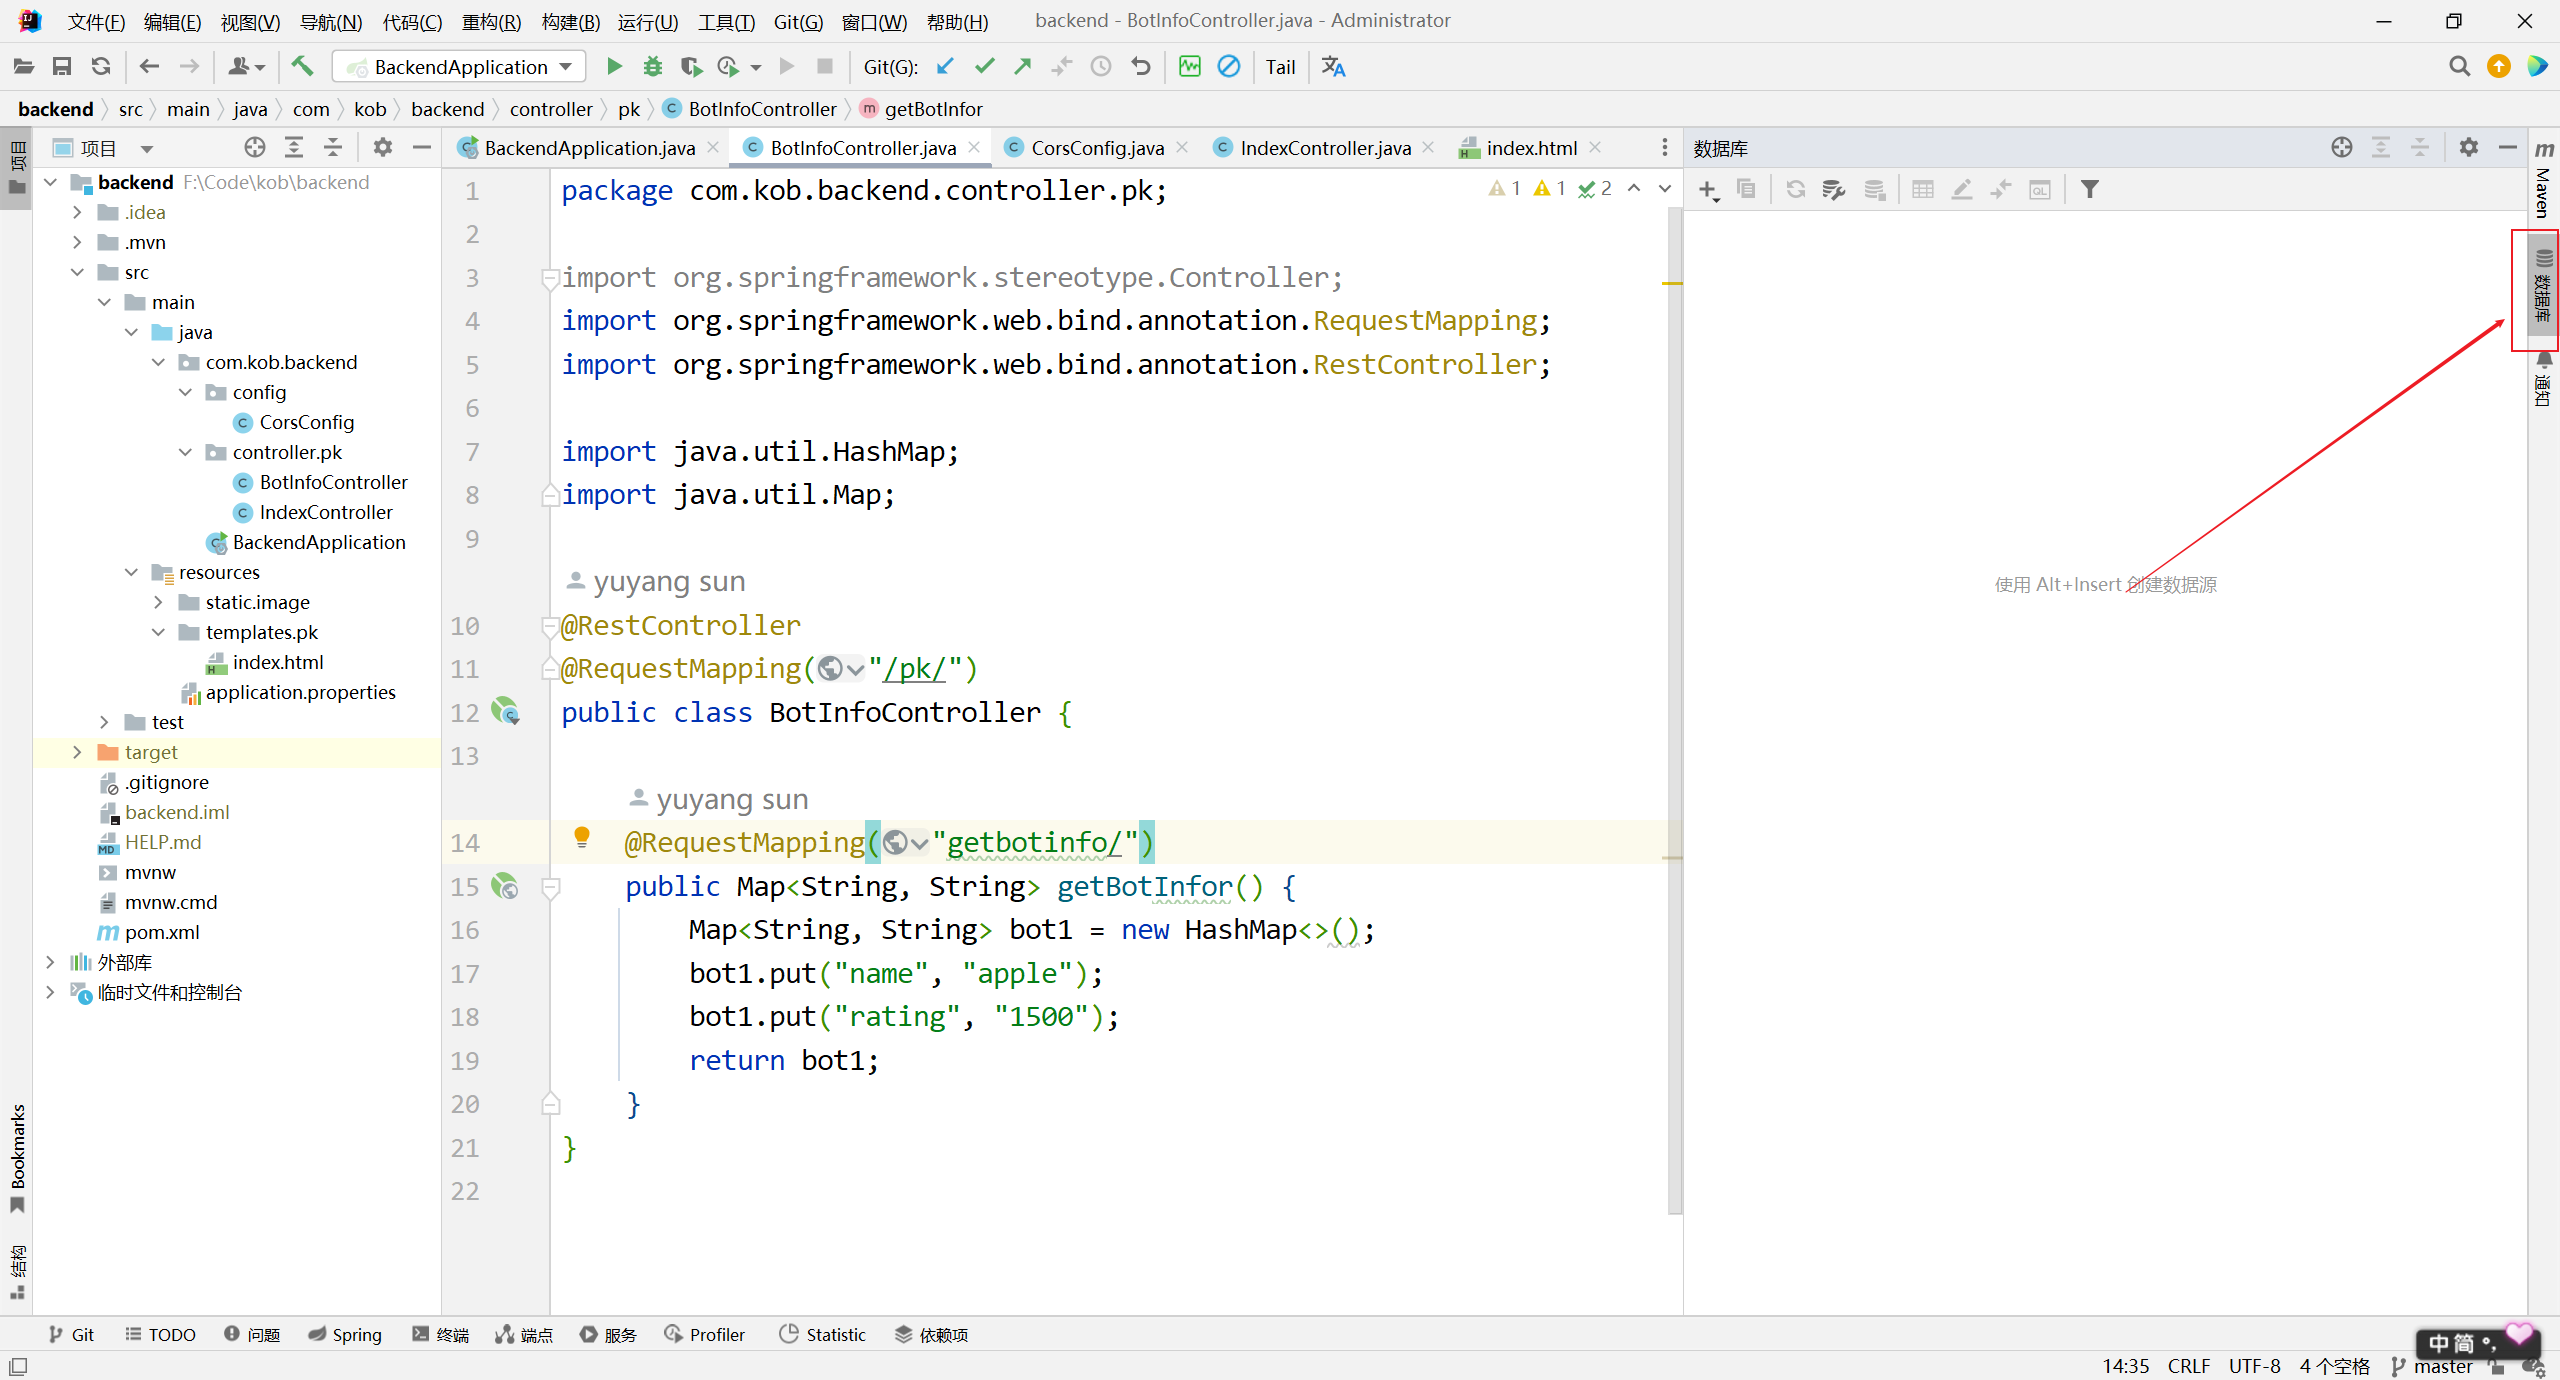 文件(F) 编辑(E) 视图(V) 导航(N) 代码(C) 重构(R) 构建(B) 运行(U) 工具(T) Git(G) 窗口(W) 帮助(H) backend - BotInfoController.java - Administrator
BackendApplication Git(G): Tail
backend src main java com kob backend controller pk BotInfoController getBotInfor
项目
BackendApplication.java BotInfoController.java CorsConfig.java IndexController.java index.html
数据库
项目
backend F:\Code\kob\backend
.idea
.mvn
src
main
java
com.kob.backend
config
CorsConfig
controller.pk
BotInfoController
IndexController
BackendApplication
resources
static.image
templates.pk
index.html
application.properties
test
target
.gitignore
backend.iml
HELP.md
mvnw
mvnw.cmd
pom.xml
外部库
临时文件和控制台
Bookmarks
结构
1 package com.kob.backend.controller.pk;
1 1 2
2
3 import org.springframework.stereotype.Controller;
4 import org.springframework.web.bind.annotation.RequestMapping;
5 import org.springframework.web.bind.annotation.RestController;
6
7 import java.util.HashMap;
8 import java.util.Map;
9
yuyang sun
10 @RestController
11 @RequestMapping("/pk/")
12 public class BotInfoController {
13
yuyang sun
14 @RequestMapping("getbotinfo/")
15 public Map<String, String> getBotInfor() {
16 Map<String, String> bot1 = new HashMap<>();
17 bot1.put("name", "apple");
18 bot1.put("rating", "1500");
19 return bot1;
20 }
21 }
22
使用 Alt+Insert 创建数据源
Maven
数据库
通知
Git TODO 问题 Spring 终端 端点 服务 Profiler Statistic 依赖项
中简°,
14:35 CRLF UTF-8 4 个空格 master